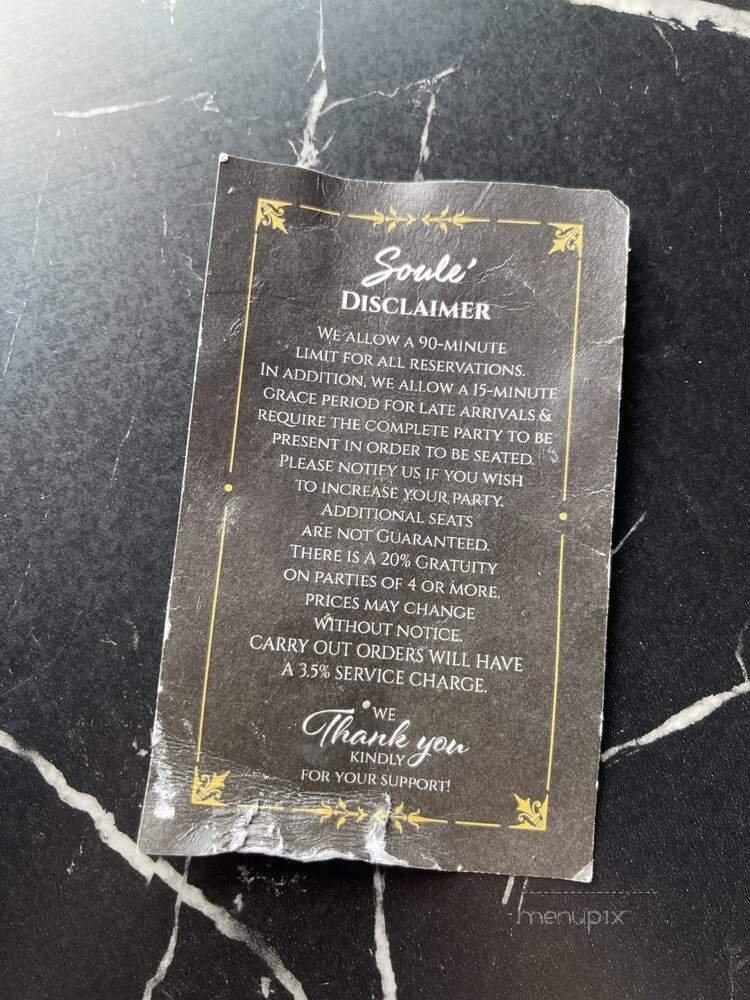 Soulé
DISCLAIMER
WE ALLOW A 90-MINUTE
LIMIT FOR ALL RESERVATIONS.
IN ADDITION, WE ALLOW A 15-MINUTE
GRACE PERIOD FOR LATE ARRIVALS &
REQUIRE THE COMPLETE PARTY TO BE
PRESENT IN ORDER TO BE SEATED.
PLEASE NOTIFY US IF YOU WISH
TO INCREASE YOUR PARTY.
ADDITIONAL SEATS
ARE NOT GUARANTEED.
THERE IS A 20% GRATUITY
ON PARTIES OF 4 OR MORE.
PRICES MAY CHANGE
WITHOUT NOTICE.
CARRY OUT ORDERS WILL HAVE
A 3.5% SERVICE CHARGE.
WE
Thank you
KINDLY
FOR YOUR SUPPORT!
menupix